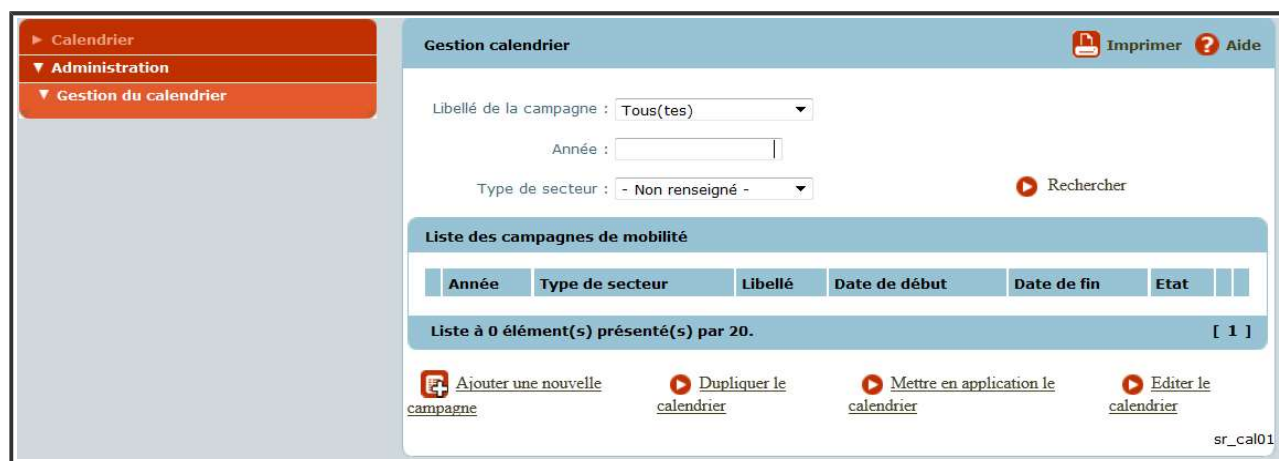 ► Calendrier
▼ Administration
▼ Gestion du calendrier
Gestion calendrier
Imprimer
? Aide
Libellé de la campagne : Tous(tes)
Année :
Type de secteur : - Non renseigné -
Rechercher
Liste des campagnes de mobilité
Année Type de secteur Libellé Date de début Date de fin Etat
Liste à 0 élément(s) présenté(s) par 20. [ 1 ]
Ajouter une nouvelle
campagne
Dupliquer le
calendrier
Mettre en application le
calendrier
Editer le
calendrier
sr_cal01